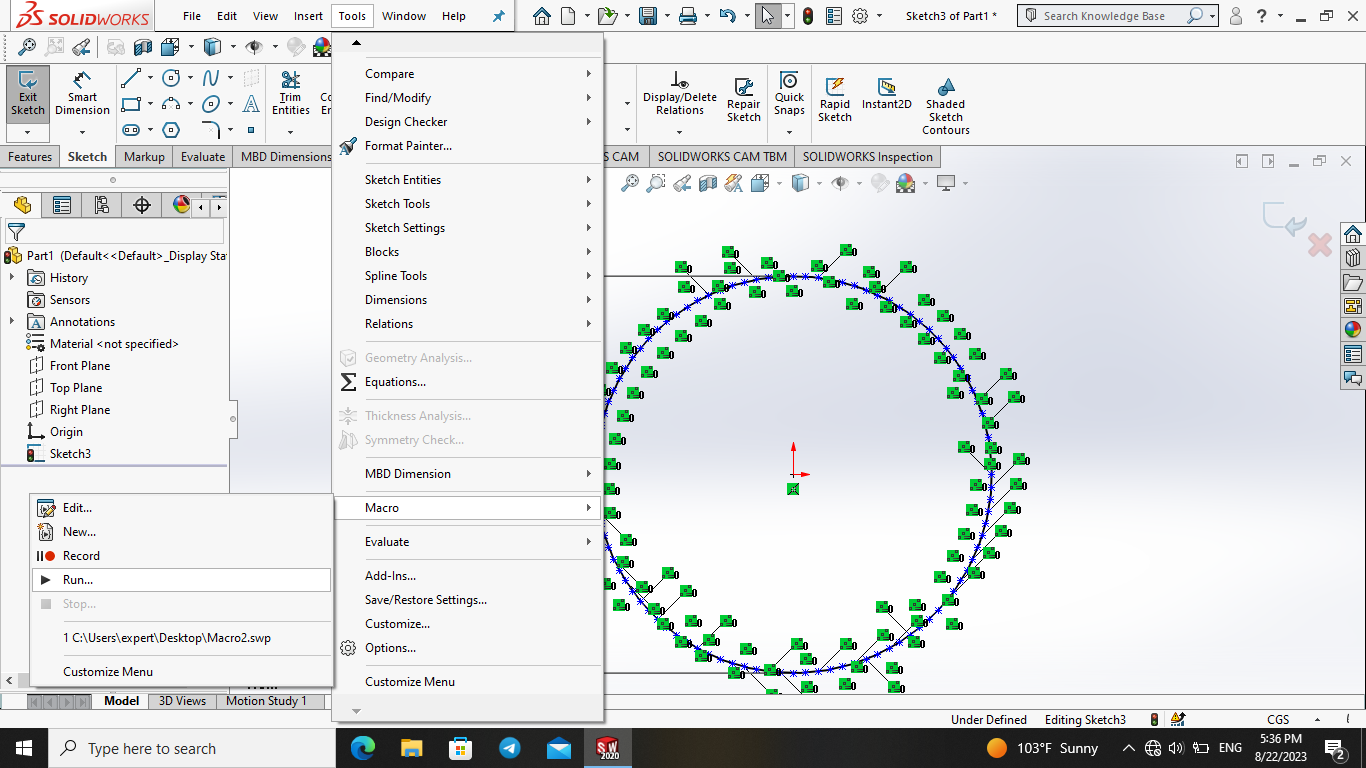 SOLIDWORKS
File Edit View Insert Tools Window Help
Sketch3 of Part1 *
Search Knowledge Base
Exit Sketch
Smart Dimension
Trim Entities
Display/Delete Relations
Repair Sketch
Quick Snaps
Rapid Sketch
Instant2D
Shaded Sketch Contours
Features Sketch Markup Evaluate MBD Dimensions
S CAM SOLIDWORKS CAM TBM SOLIDWORKS Inspection
Part1 (Default<<Default>_Display Sta
History
Sensors
Annotations
Material <not specified>
Front Plane
Top Plane
Right Plane
Origin
Sketch3
Compare
Find/Modify
Design Checker
Format Painter...
Sketch Entities
Sketch Tools
Sketch Settings
Blocks
Spline Tools
Dimensions
Relations
Geometry Analysis...
Equations...
Thickness Analysis...
Symmetry Check...
MBD Dimension
Macro
Evaluate
Add-Ins...
Save/Restore Settings...
Customize...
Options...
Customize Menu
Edit...
New...
Record
Run...
Stop...
1 C:\Users\expert\Desktop\Macro2.swp
Customize Menu
Model 3D Views Motion Study 1
Under Defined Editing Sketch3 CGS
Type here to search
SW 2020
103°F Sunny
ENG
5:36 PM
8/22/2023
2